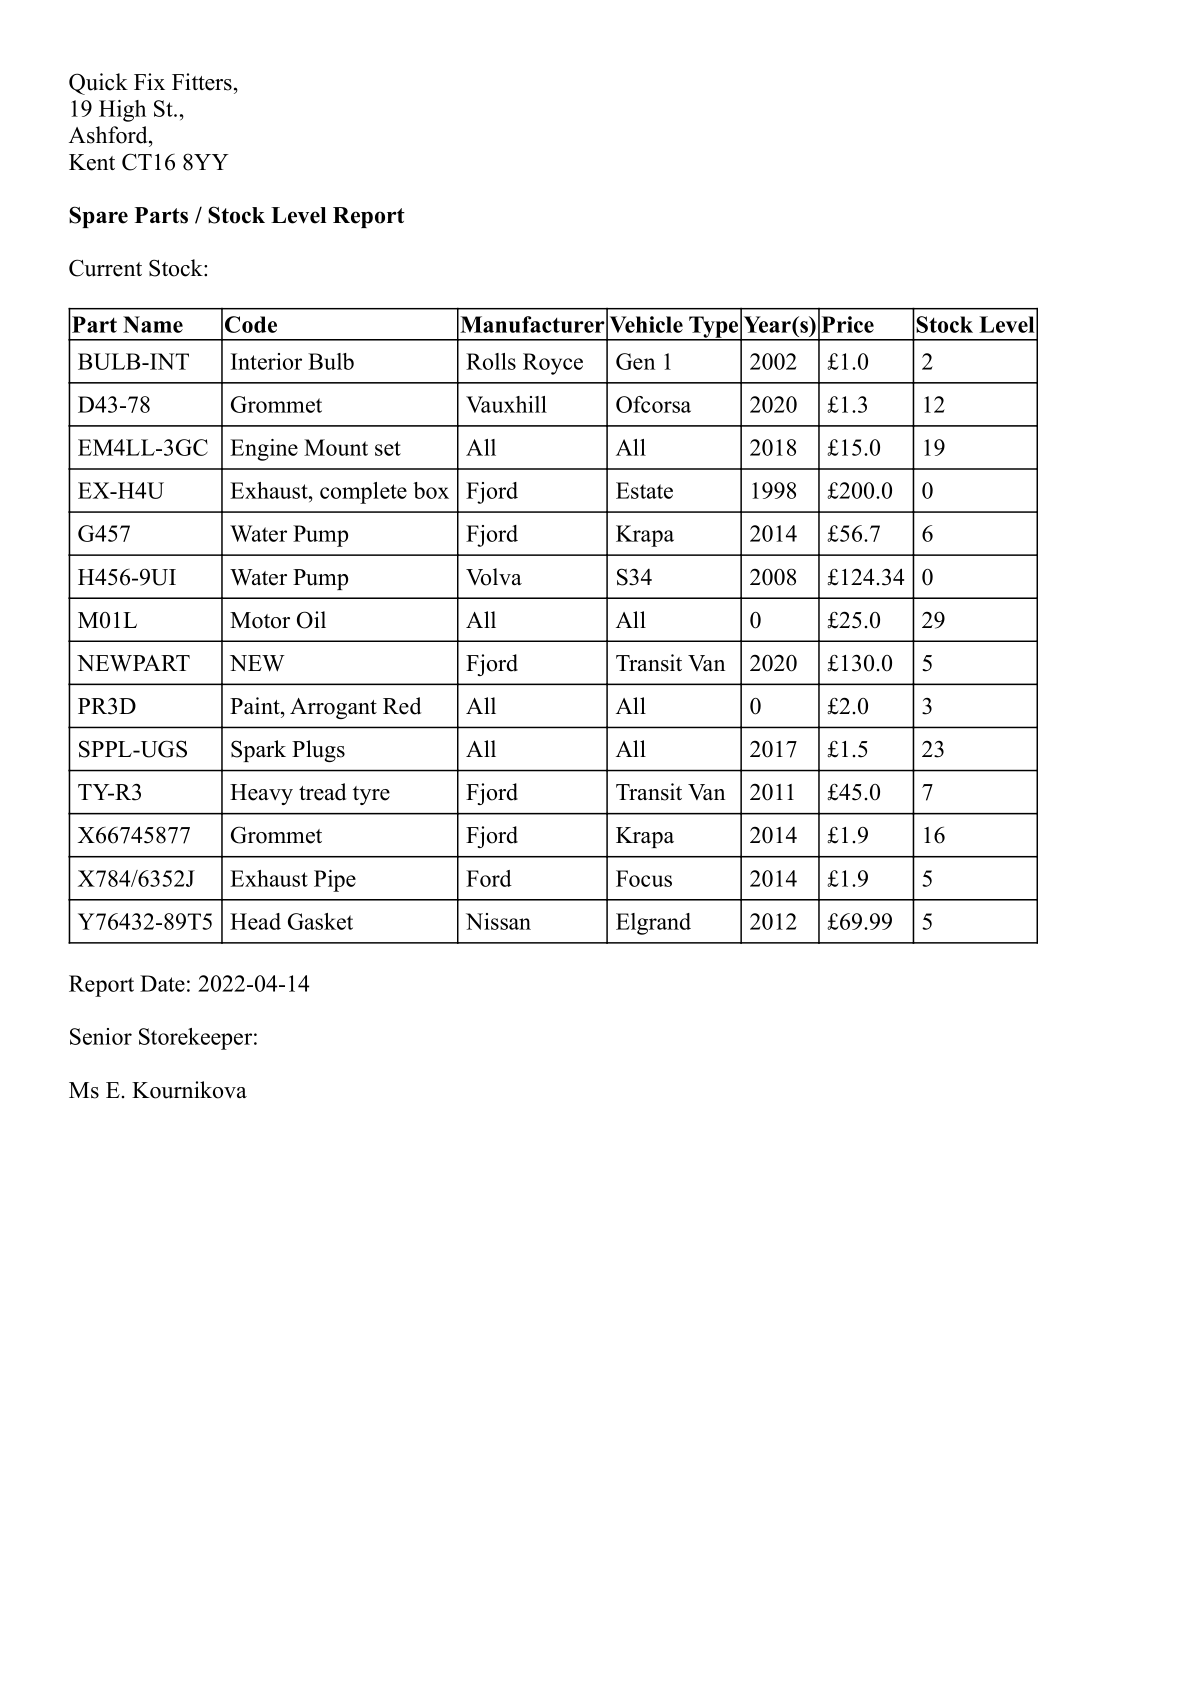 Quick Fix Fitters,
19 High St.,
Ashford,
Kent CT16 8YY
Spare Parts / Stock Level Report
Current Stock:
Part Name Code Manufacturer Vehicle Type Year(s) Price Stock Level
BULB-INT Interior Bulb Rolls Royce Gen 1 2002 £1.0 2
D43-78 Grommet Vauxhill Ofcorsa 2020 £1.3 12
EM4LL-3GC Engine Mount set All All 2018 £15.0 19
EX-H4U Exhaust, complete box Fjord Estate 1998 £200.0 0
G457 Water Pump Fjord Krapa 2014 £56.7 6
H456-9UI Water Pump Volva S34 2008 £124.34 0
M01L Motor Oil All All 0 £25.0 29
NEWPART NEW Fjord Transit Van 2020 £130.0 5
PR3D Paint, Arrogant Red All All 0 £2.0 3
SPPL-UGS Spark Plugs All All 2017 £1.5 23
TY-R3 Heavy tread tyre Fjord Transit Van 2011 £45.0 7
X66745877 Grommet Fjord Krapa 2014 £1.9 16
X784/6352J Exhaust Pipe Ford Focus 2014 £1.9 5
Y76432-89T5 Head Gasket Nissan Elgrand 2012 £69.99 5
Report Date: 2022-04-14
Senior Storekeeper:
Ms E. Kournikova